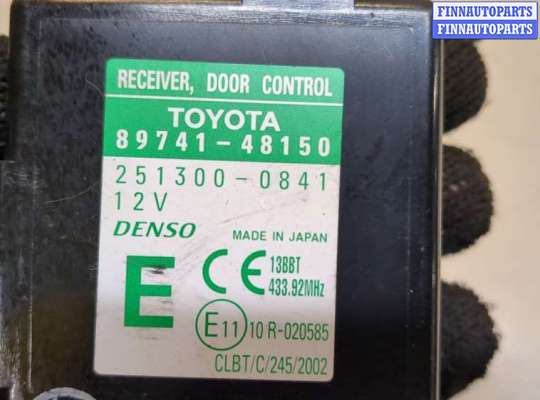 FINNAUTOPARTS
FINNAUTOPARTS
RECEIVER, DOOR CONTROL
TOYOTA
89741-48150
251300-0841
12V
DENSO MADE IN JAPAN
E CE 13BBT
433.92MHz
E11 10 R-020585
CLBT/C/245/2002